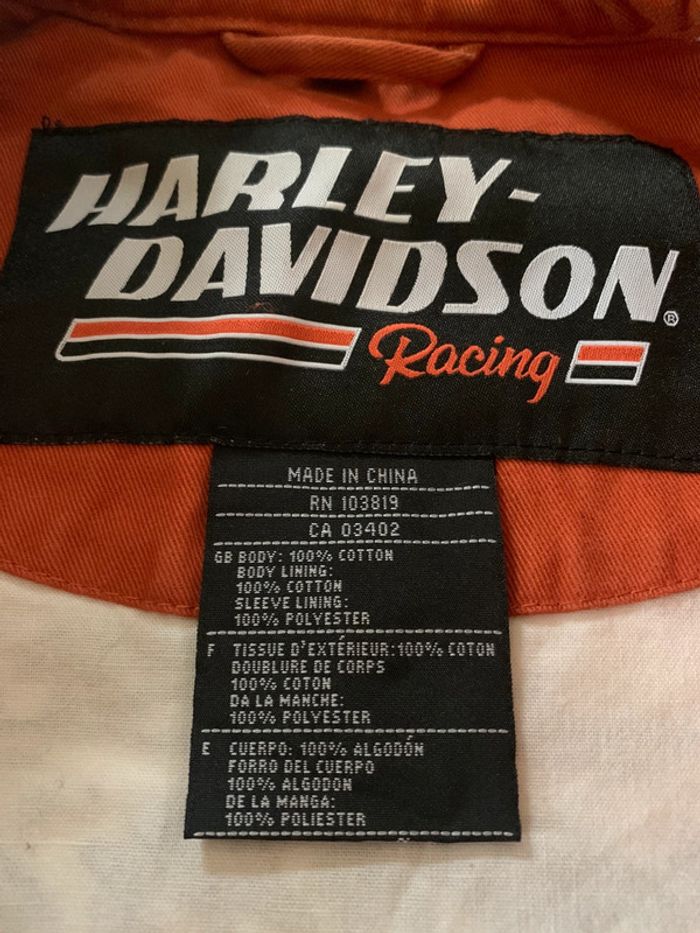 HARLEY-
DAVIDSON®
Racing
MADE IN CHINA
RN 103819
CA 03402
GB BODY: 100% COTTON
BODY LINING:
100% COTTON
SLEEVE LINING:
100% POLYESTER
F TISSUE D'EXTÉRIEUR:100% COTON
DOUBLURE DE CORPS
100% COTON
DA LA MANCHE:
100% POLYESTER
E CUERPO: 100% ALGODÓN
FORRO DEL CUERPO
100% ALGODON
DE LA MANGA:
100% POLIESTER